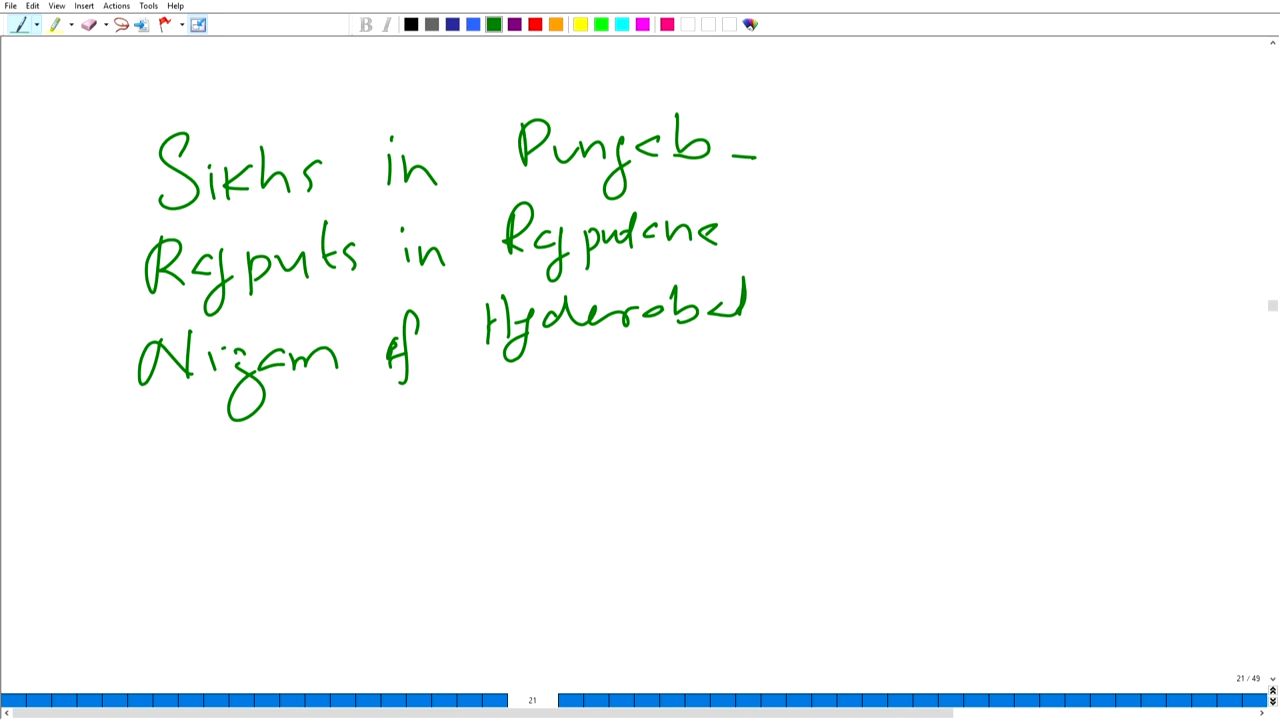 File Edit View Insert Actions Tools Help
B I
Sikhs in Punjab -
Rajputs in Rajputana
Nizam of Hyderabad
21 / 49
21